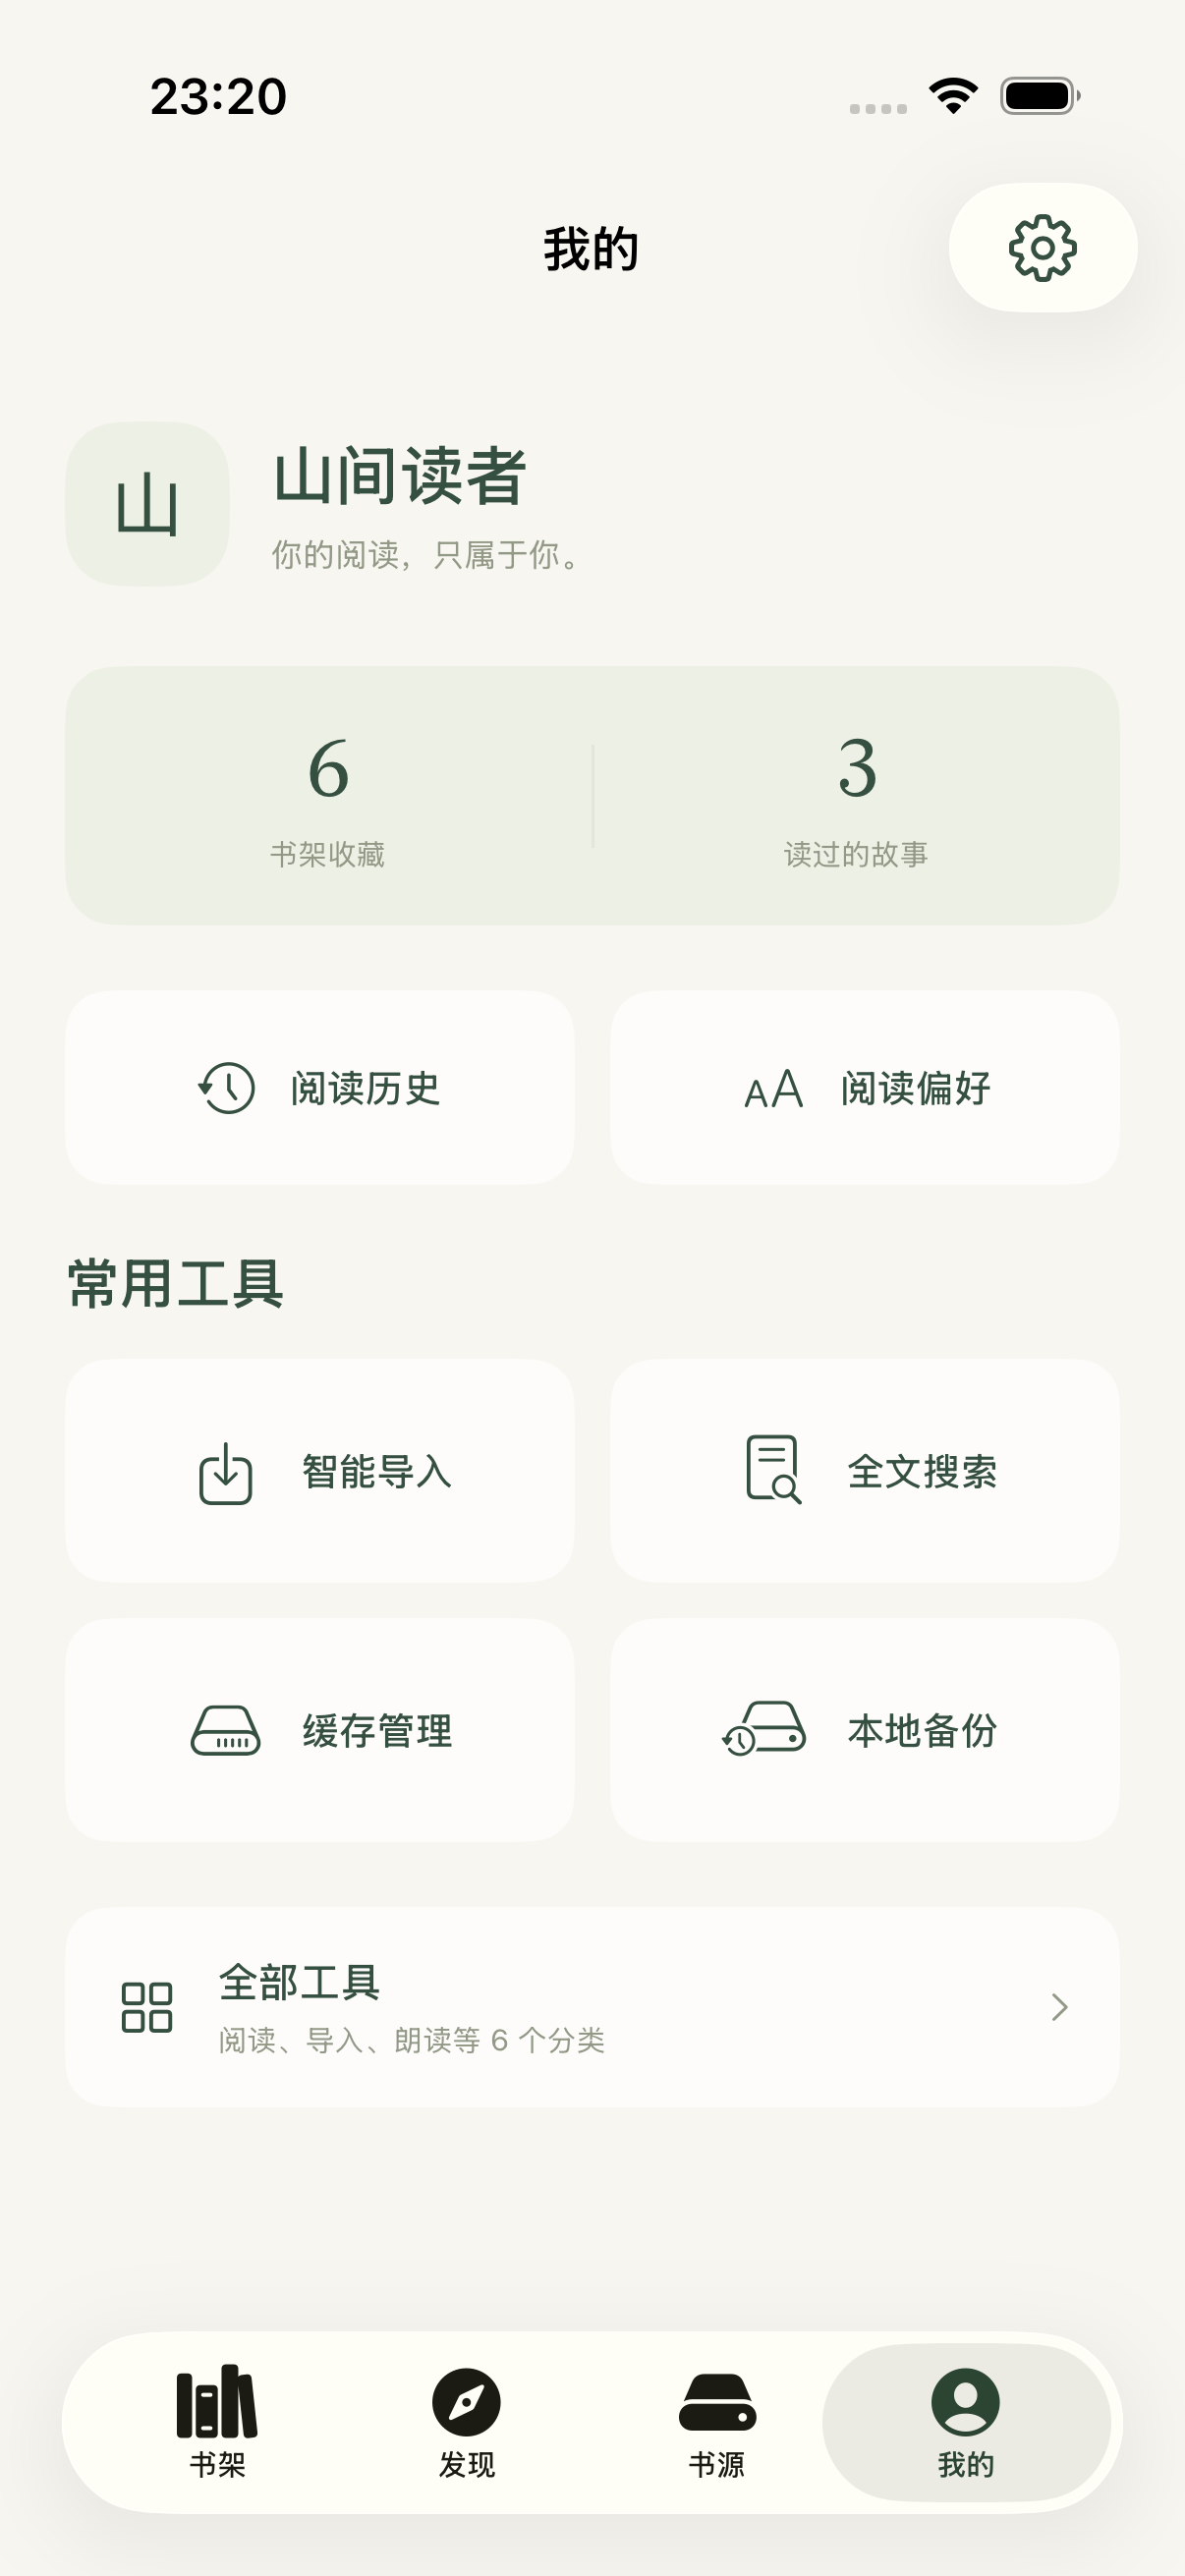 23:20
我的
山
山间读者
你的阅读，只属于你。
6
书架收藏
3
读过的故事
阅读历史
AA 阅读偏好
常用工具
智能导入
全文搜索
缓存管理
本地备份
全部工具
阅读、导入、朗读等 6 个分类
书架
发现
书源
我的